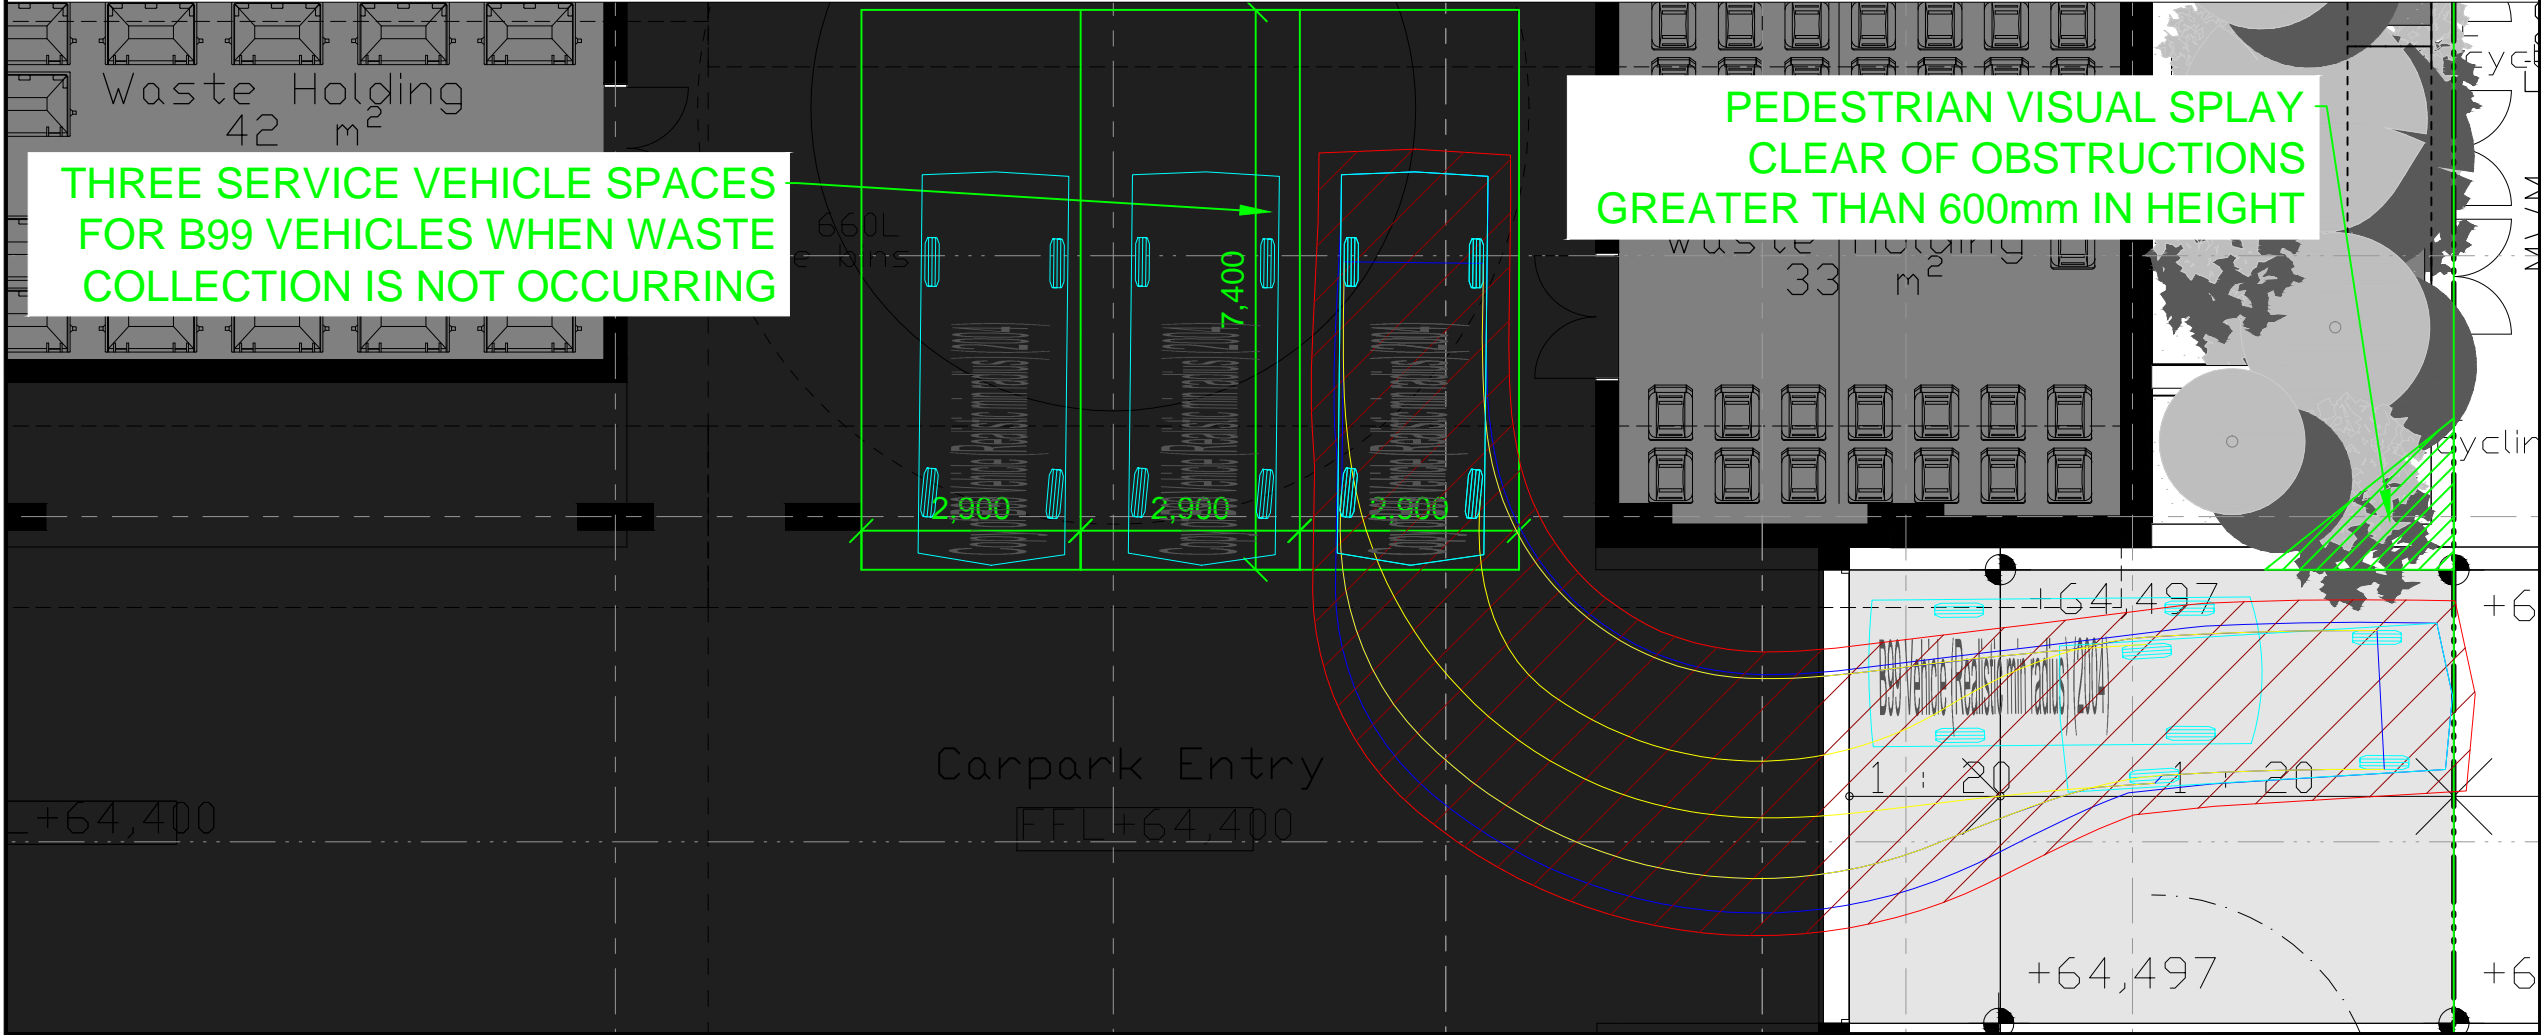 Waste Holding
42 m²
THREE SERVICE VEHICLE SPACES
FOR B99 VEHICLES WHEN WASTE
COLLECTION IS NOT OCCURRING
660L
bins
7,400
2,900
2,900
2,900
PEDESTRIAN VISUAL SPLAY
CLEAR OF OBSTRUCTIONS
GREATER THAN 600mm IN HEIGHT
Waste Holding
33 m²
+64,497
+6
B99 Vehicle (Realistic min radius) (2004)
1 : 20
1 : 20
Carpark Entry
FFL+64,400
L+64,400
+64,497
+6